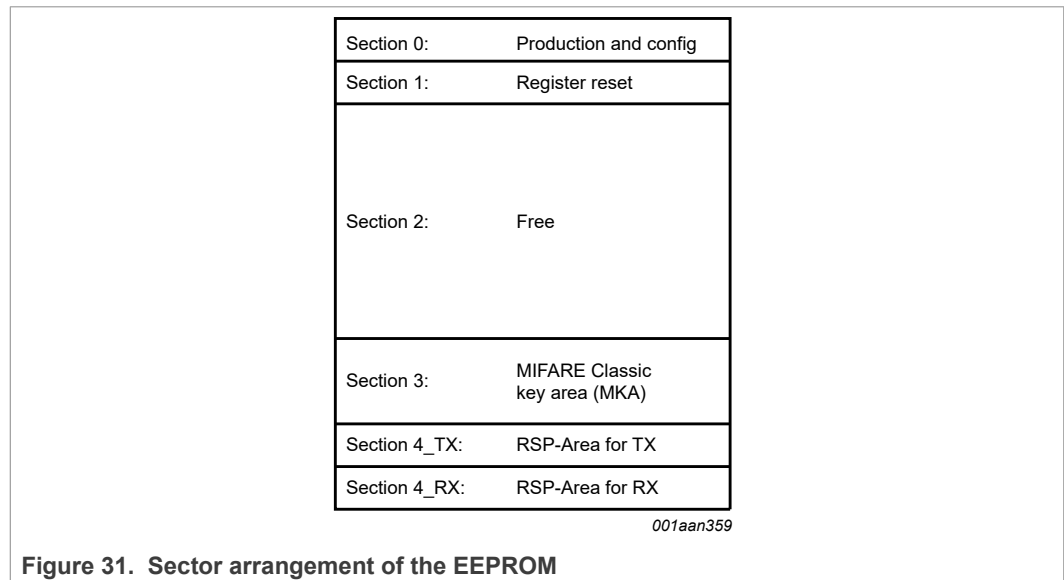 Section 0: Production and config
Section 1: Register reset
Section 2: Free
Section 3: MIFARE Classic
key area (MKA)
Section 4_TX: RSP-Area for TX
Section 4_RX: RSP-Area for RX
001aan359
Figure 31. Sector arrangement of the EEPROM